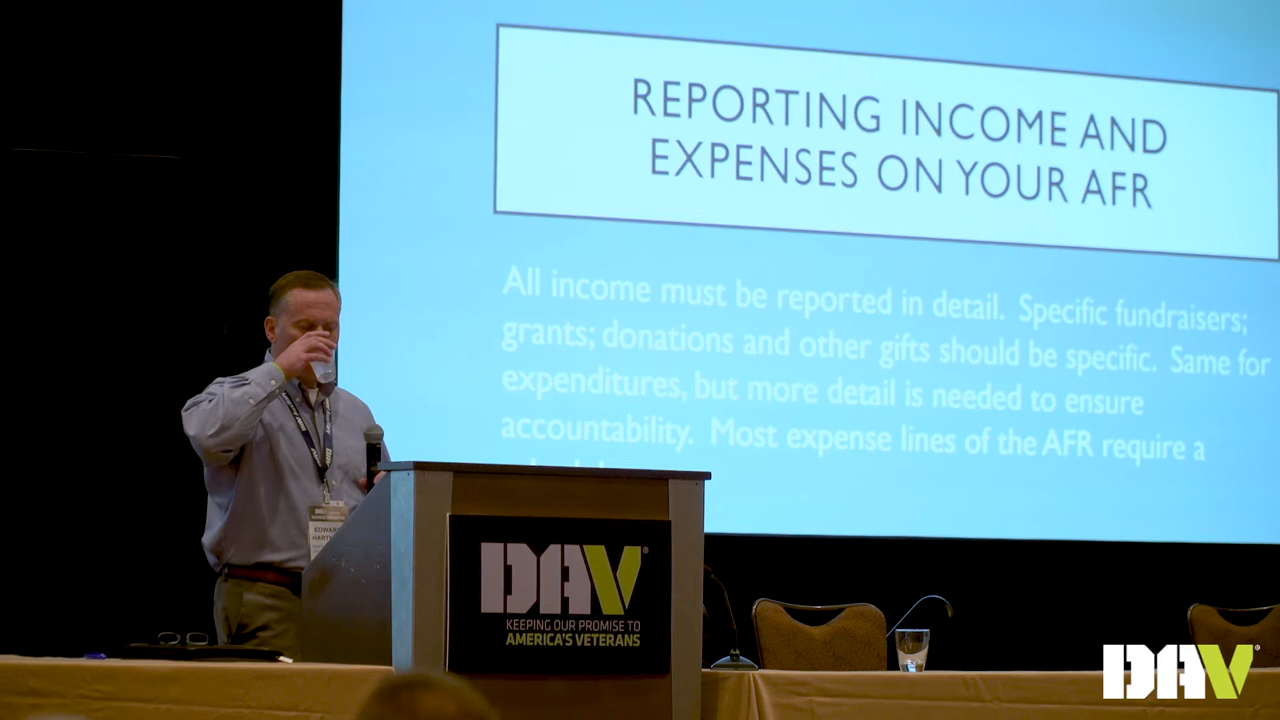 REPORTING INCOME AND
EXPENSES ON YOUR AFR
All income must be reported in detail. Specific fundraisers;
grants; donations and other gifts should be specific. Same for
expenditures, but more detail is needed to ensure
accountability. Most expense lines of the AFR require a
DAV®
KEEPING OUR PROMISE TO
AMERICA'S VETERANS
DAV®